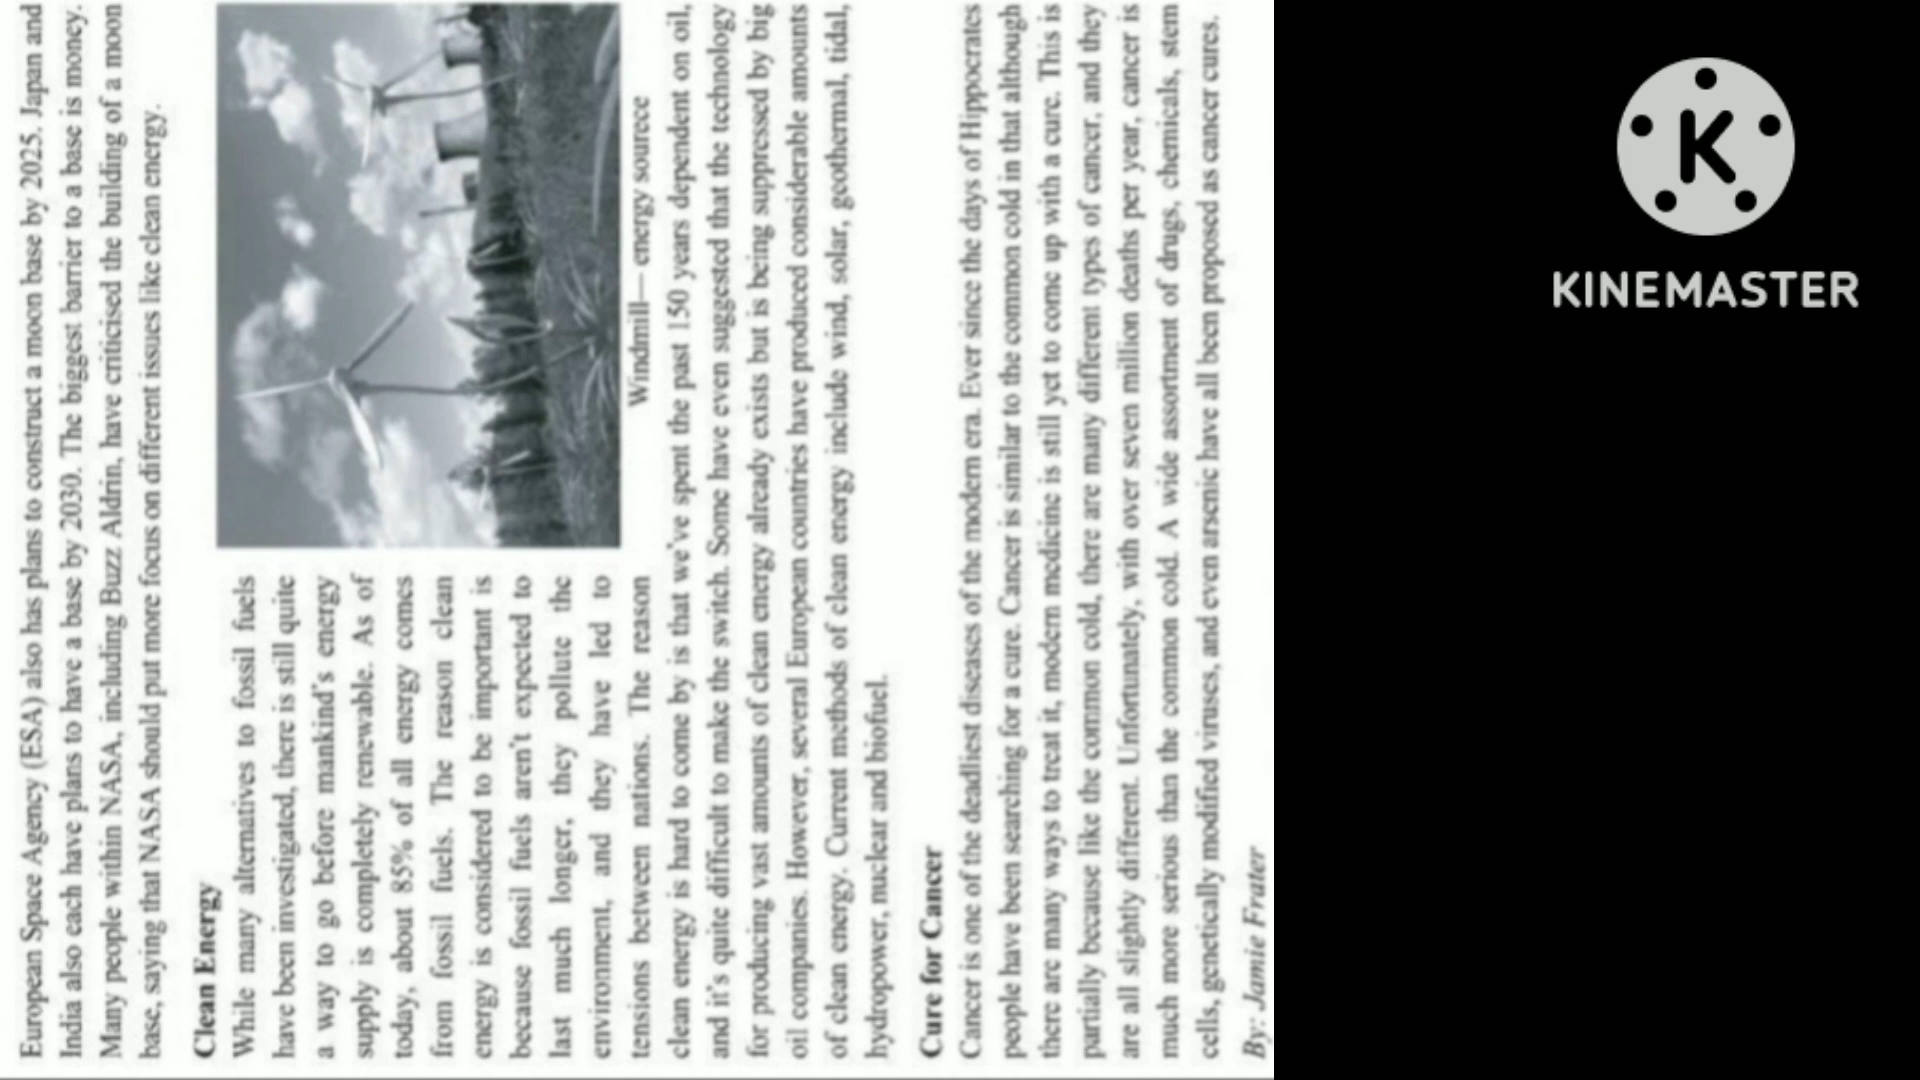 European Space Agency (ESA) also has plans to construct a moon base by 2025. Japan and
India also each have plans to have a base by 2030. The biggest barrier to a base is money.
Many people within NASA, including Buzz Aldrin, have criticised the building of a moon
base, saying that NASA should put more focus on different issues like clean energy.
Clean Energy
While many alternatives to fossil fuels
have been investigated, there is still quite
a way to go before mankind's energy
supply is completely renewable. As of
today, about 85% of all energy comes
from fossil fuels. The reason clean
energy is considered to be important is
because fossil fuels aren't expected to
last much longer, they pollute the
environment, and they have led to
tensions between nations. The reason
Windmill— energy sourece
clean energy is hard to come by is that we've spent the past 150 years dependent on oil,
and it's quite difficult to make the switch. Some have even suggested that the technology
for producing vast amounts of clean energy already exists but is being suppressed by big
oil companies. However, several European countries have produced considerable amounts
of clean energy. Current methods of clean energy include wind, solar, geothermal, tidal,
hydropower, nuclear and biofuel.
Cure for Cancer
Cancer is one of the deadliest diseases of the modern era. Ever since the days of Hippocrates
people have been searching for a cure. Cancer is similar to the common cold in that although
there are many ways to treat it, modern medicine is still yet to come up with a cure. This is
partially because like the common cold, there are many different types of cancer, and they
are all slightly different. Unfortunately, with over seven million deaths per year, cancer is
much more serious than the common cold. A wide assortment of drugs, chemicals, stem
cells, genetically modified viruses, and even arsenic have all been proposed as cancer cures.
By: Jamie Frater
K
KINEMASTER